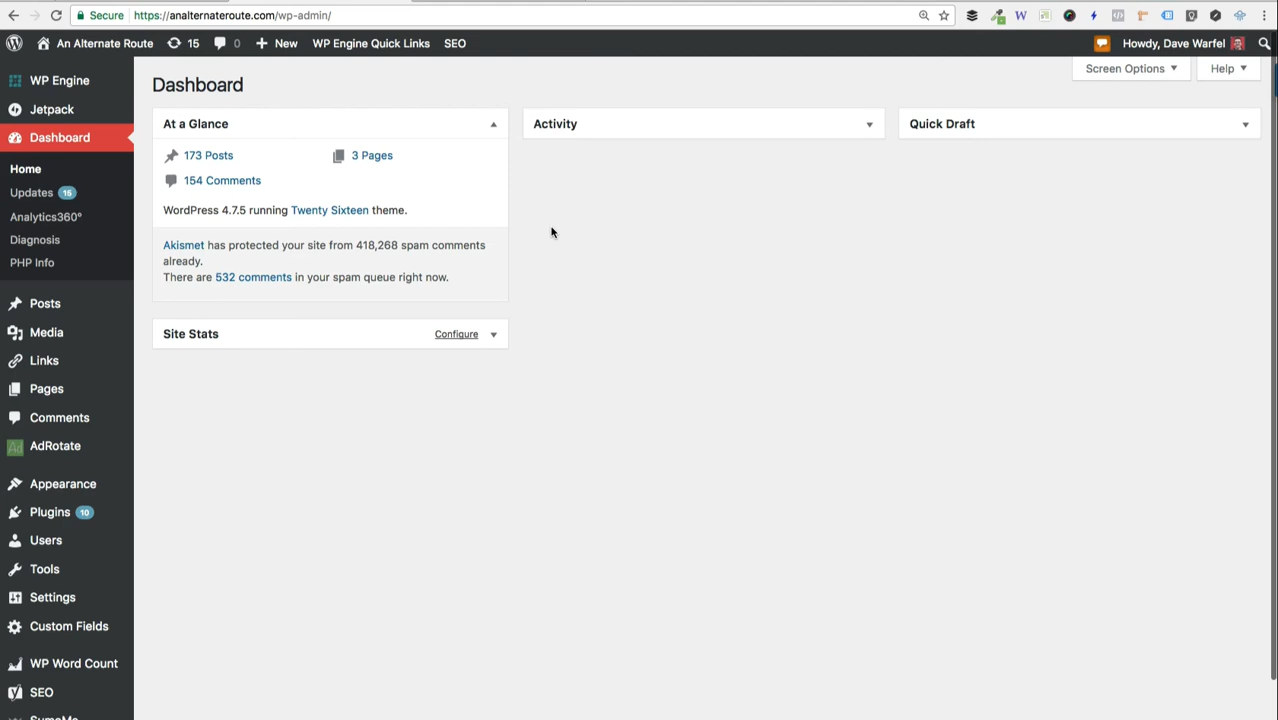 Secure https://analternateroute.com/wp-admin/
An Alternate Route 15 0 New WP Engine Quick Links SEO Howdy, Dave Warfel
Screen Options Help
WP Engine
Jetpack
Dashboard
Home
Updates 15
Analytics360°
Diagnosis
PHP Info
Posts
Media
Links
Pages
Comments
AdRotate
Appearance
Plugins 10
Users
Tools
Settings
Custom Fields
WP Word Count
SEO
SumoMe
Dashboard
At a Glance
173 Posts 3 Pages
154 Comments
WordPress 4.7.5 running Twenty Sixteen theme.
Akismet has protected your site from 418,268 spam comments
already.
There are 532 comments in your spam queue right now.
Site Stats Configure
Activity
Quick Draft